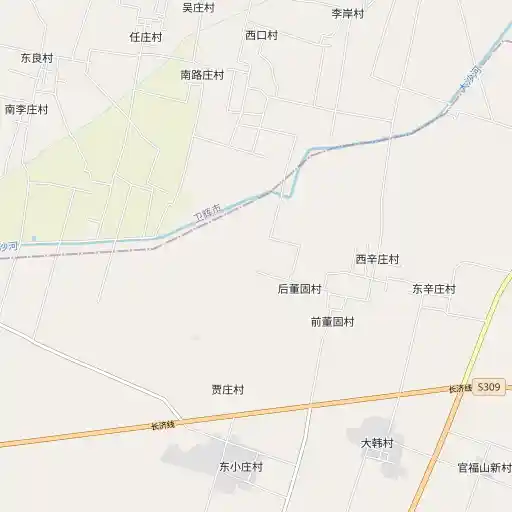 吴庄村
李岸村
任庄村
西口村
东良村
南路庄村
大沙河
南李庄村
卫辉市
沙河
西辛庄村
后董固村
东辛庄村
前董固村
贾庄村
长济线
S309
长济线
大韩村
东小庄村
官福山新村